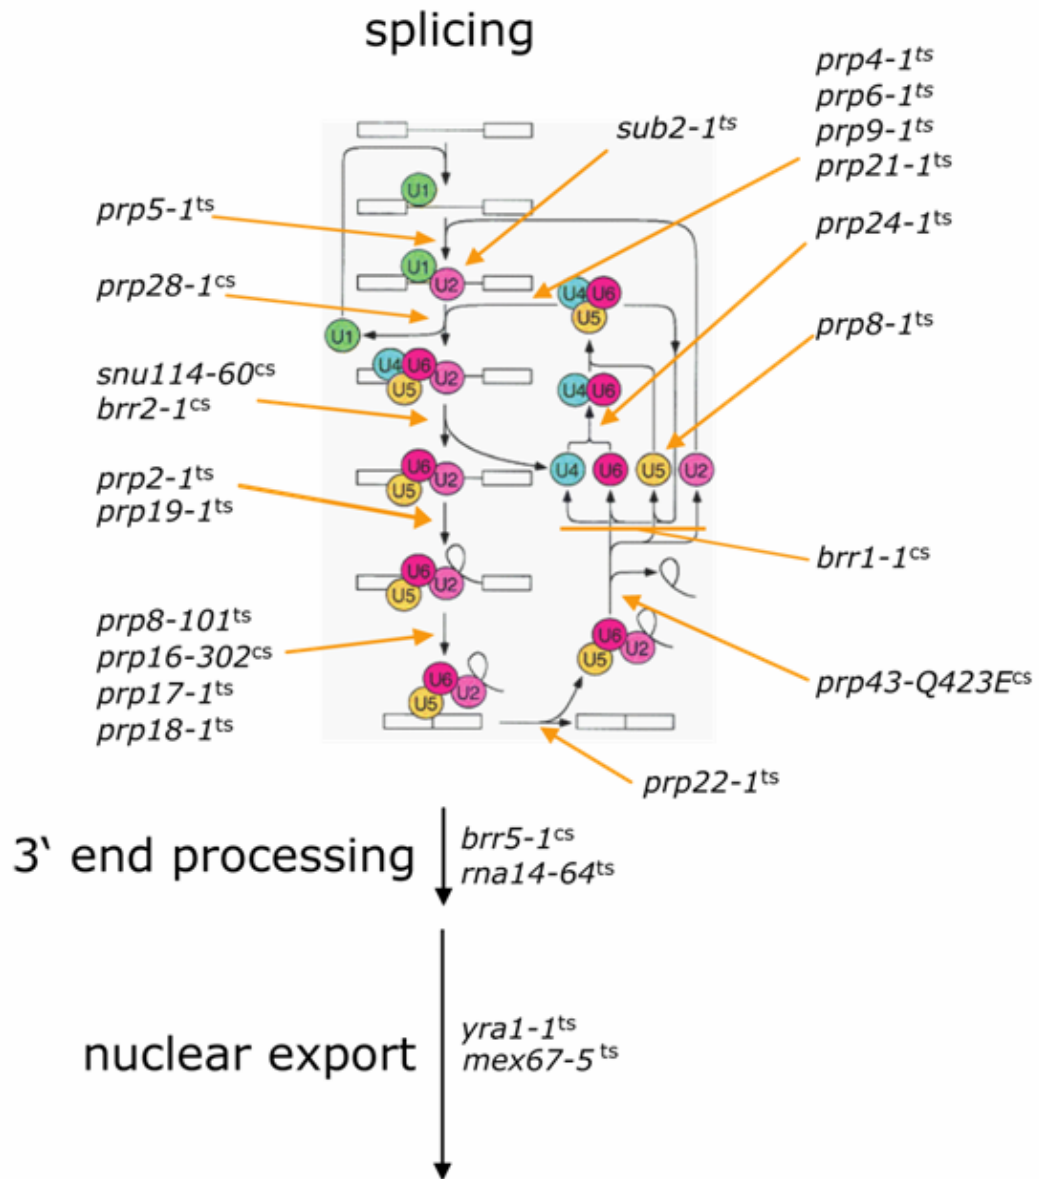 splicing
prp4-1ts
prp6-1ts
prp9-1ts
prp21-1ts
sub2-1ts
prp5-1ts
prp24-1ts
prp28-1cs
prp8-1ts
snu114-60cs
brr2-1cs
prp2-1ts
prp19-1ts
brr1-1cs
prp8-101ts
prp16-302cs
prp17-1ts
prp18-1ts
prp43-Q423Ecs
prp22-1ts
U1
U1
U2
U4 U6
U5
U1
U4 U6 U2
U5
U4 U6
U4 U6 U5 U2
U6 U2
U5
U6 U2
U5
U6 U2
U5
U6 U2
U5
3' end processing
brr5-1cs
rna14-64ts
nuclear export
yra1-1ts
mex67-5 ts